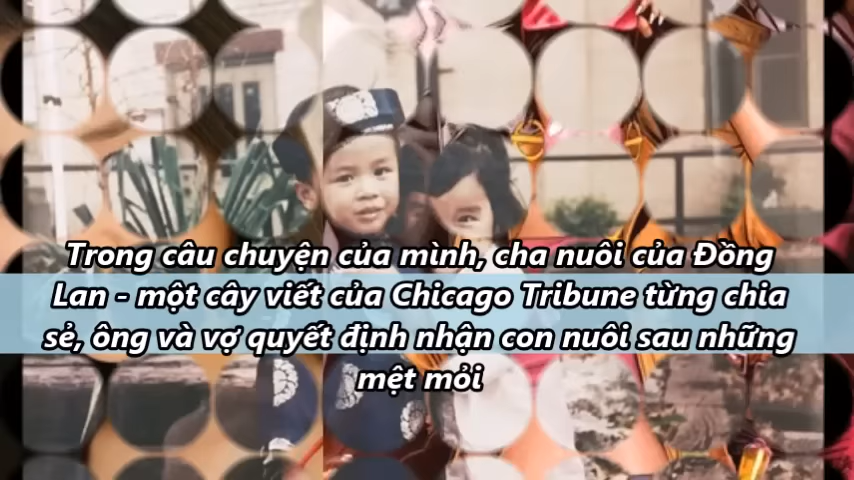 Trong câu chuyện của mình, cha nuôi của Đồng
Lan - một cây viết của Chicago Tribune từng chia
sẻ, ông và vợ quyết định nhận con nuôi sau những
mệt mỏi